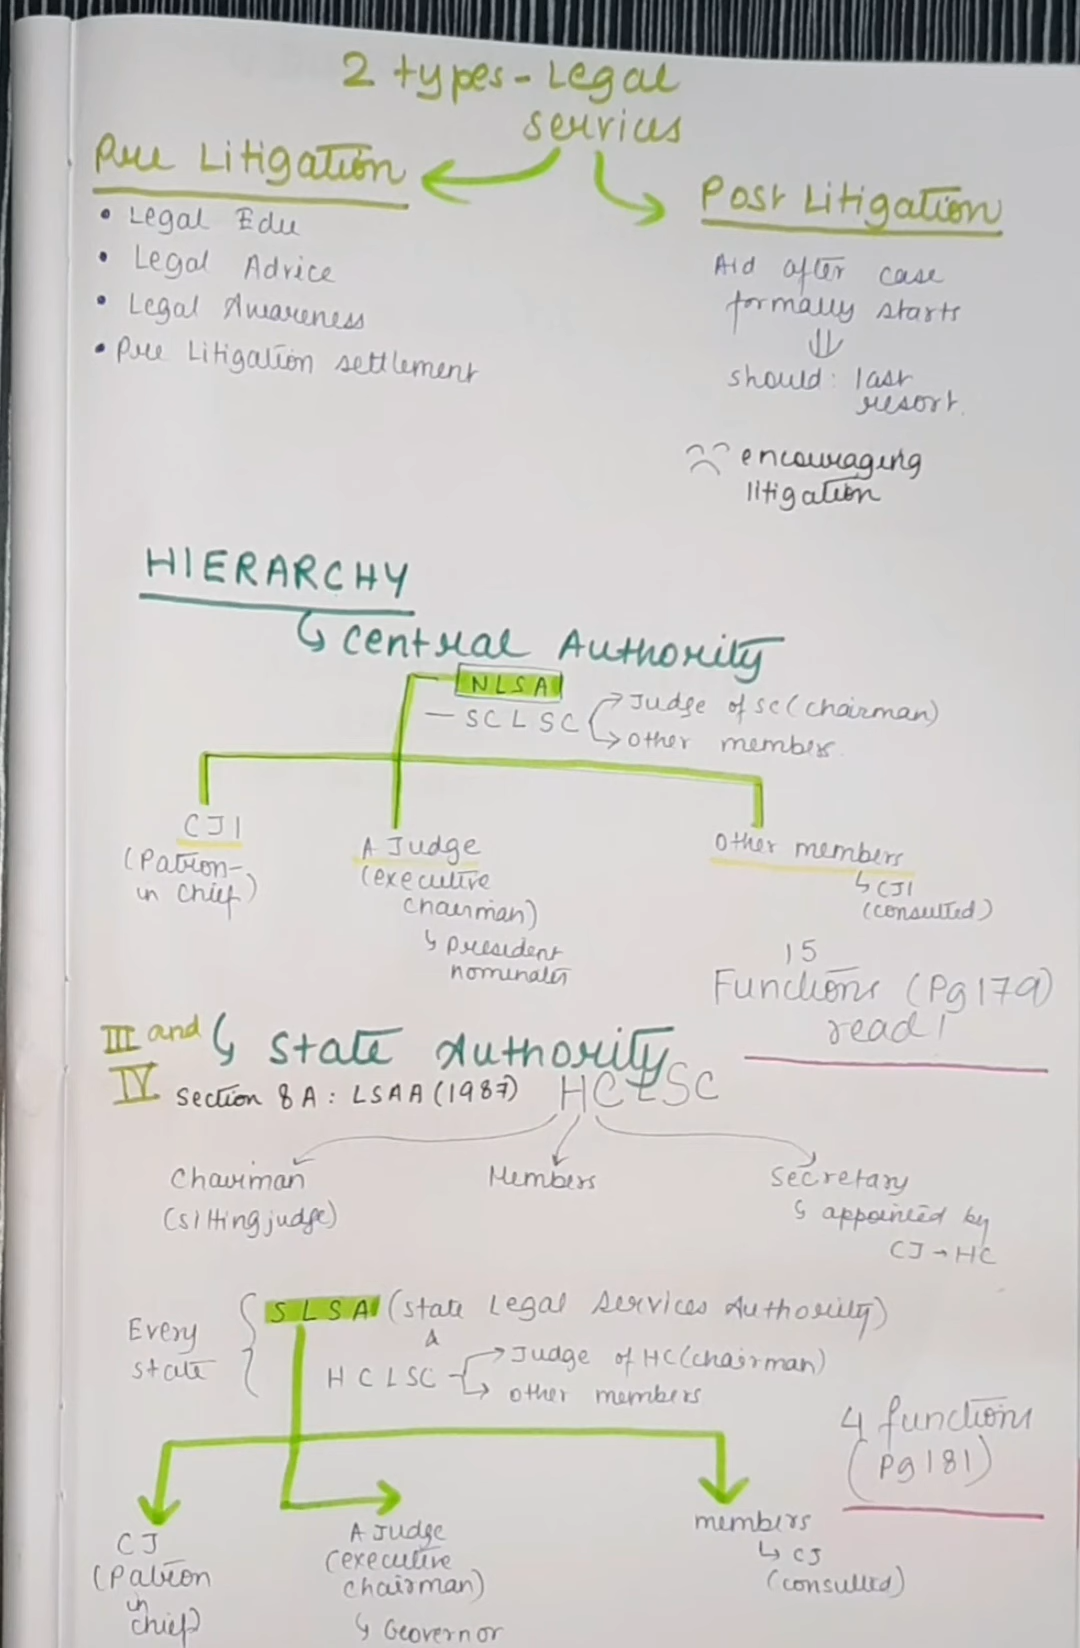 2 types - Legal
services
Pre Litigation
• Legal Edu
• Legal Advice
• Legal Awareness
• Pre Litigation settlement
Post Litigation
Aid after case
formally starts
⇓
should: last
resort.
encouraging
litigation
HIERARCHY
↳ Central Authority
NLSA
— SCLSC → Judge of SC (chairman)
→ other members
CJI
(Patron-
in chief)
A Judge
(executive
chairman)
↳ president
nominates
Other members
↳ CJI
(consulted)
15
Functions (Pg 179)
read!
III and
IV
↳ State Authority
Section 8A: LSAA (1987) HCLSC
Chairman
(sitting judge)
Members
Secretary
↳ appointed by
CJ → HC
Every
state
SLSA (State Legal Services Authority)
HCLSC → Judge of HC (chairman)
→ other members
4 functions
(Pg 181)
CJ
(Patron
in
chief)
A Judge
(executive
chairman)
↳ Governor
members
↳ CJ
(consulted)